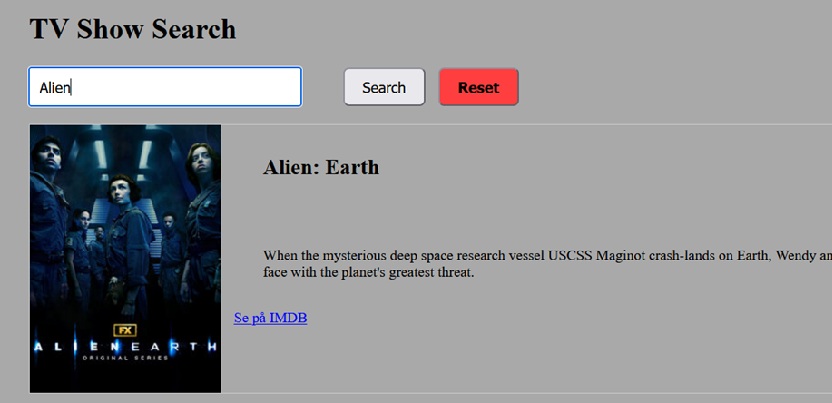 TV Show Search
Alien
Search
Reset
Alien: Earth
When the mysterious deep space research vessel USCSS Maginot crash-lands on Earth, Wendy an
face with the planet's greatest threat.
Se på IMDB
FX
ALIEN EARTH
ORIGINAL SERIES